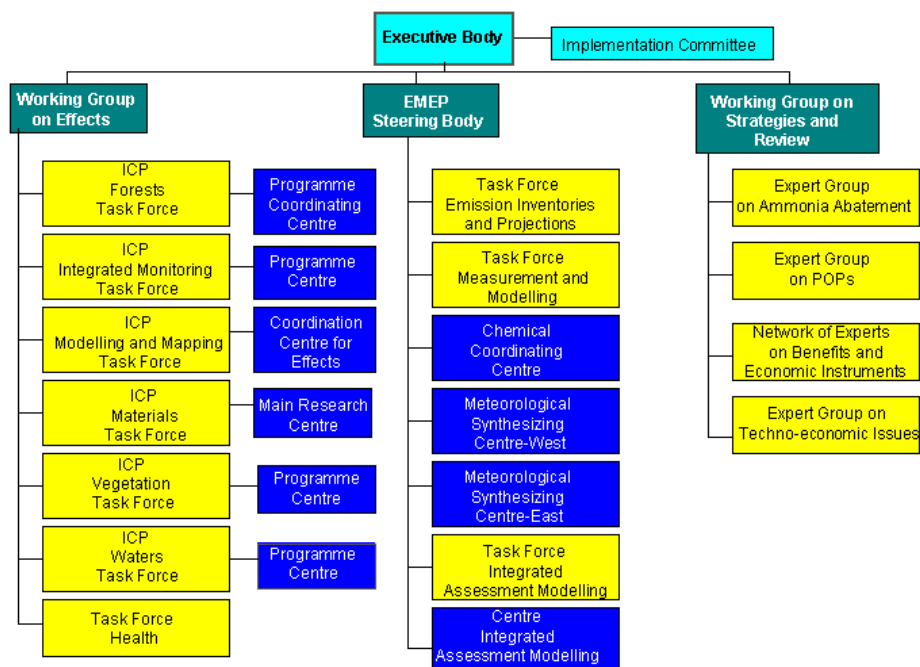 Executive Body
Implementation Committee
Working Group
on Effects
EMEP
Steering Body
Working Group on
Strategies and
Review
ICP
Forests
Task Force
Programme
Coordinating
Centre
ICP
Integrated Monitoring
Task Force
Programme
Centre
ICP
Modelling and Mapping
Task Force
Coordination
Centre for
Effects
ICP
Materials
Task Force
Main Research
Centre
ICP
Vegetation
Task Force
Programme
Centre
ICP
Waters
Task Force
Programme
Centre
Task Force
Health
Task Force
Emission Inventories
and Projections
Task Force
Measurement and
Modelling
Chemical
Coordinating
Centre
Meteorological
Synthesizing
Centre-West
Meteorological
Synthesizing
Centre-East
Task Force
Integrated
Assessment Modelling
Centre
Integrated
Assessment Modelling
Expert Group
on Ammonia Abatement
Expert Group
on POPs
Network of Experts
on Benefits and
Economic Instruments
Expert Group on
Techno-economic Issues